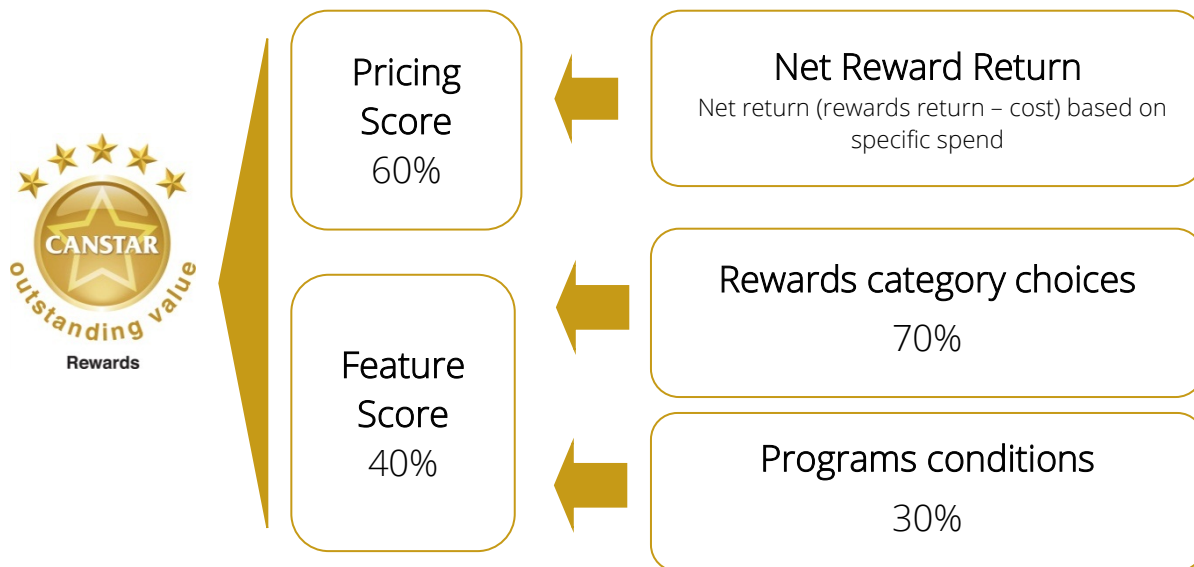 CANSTAR
outstanding value
Rewards
Pricing
Score
60%
Net Reward Return
Net return (rewards return – cost) based on
specific spend
Feature
Score
40%
Rewards category choices
70%
Programs conditions
30%